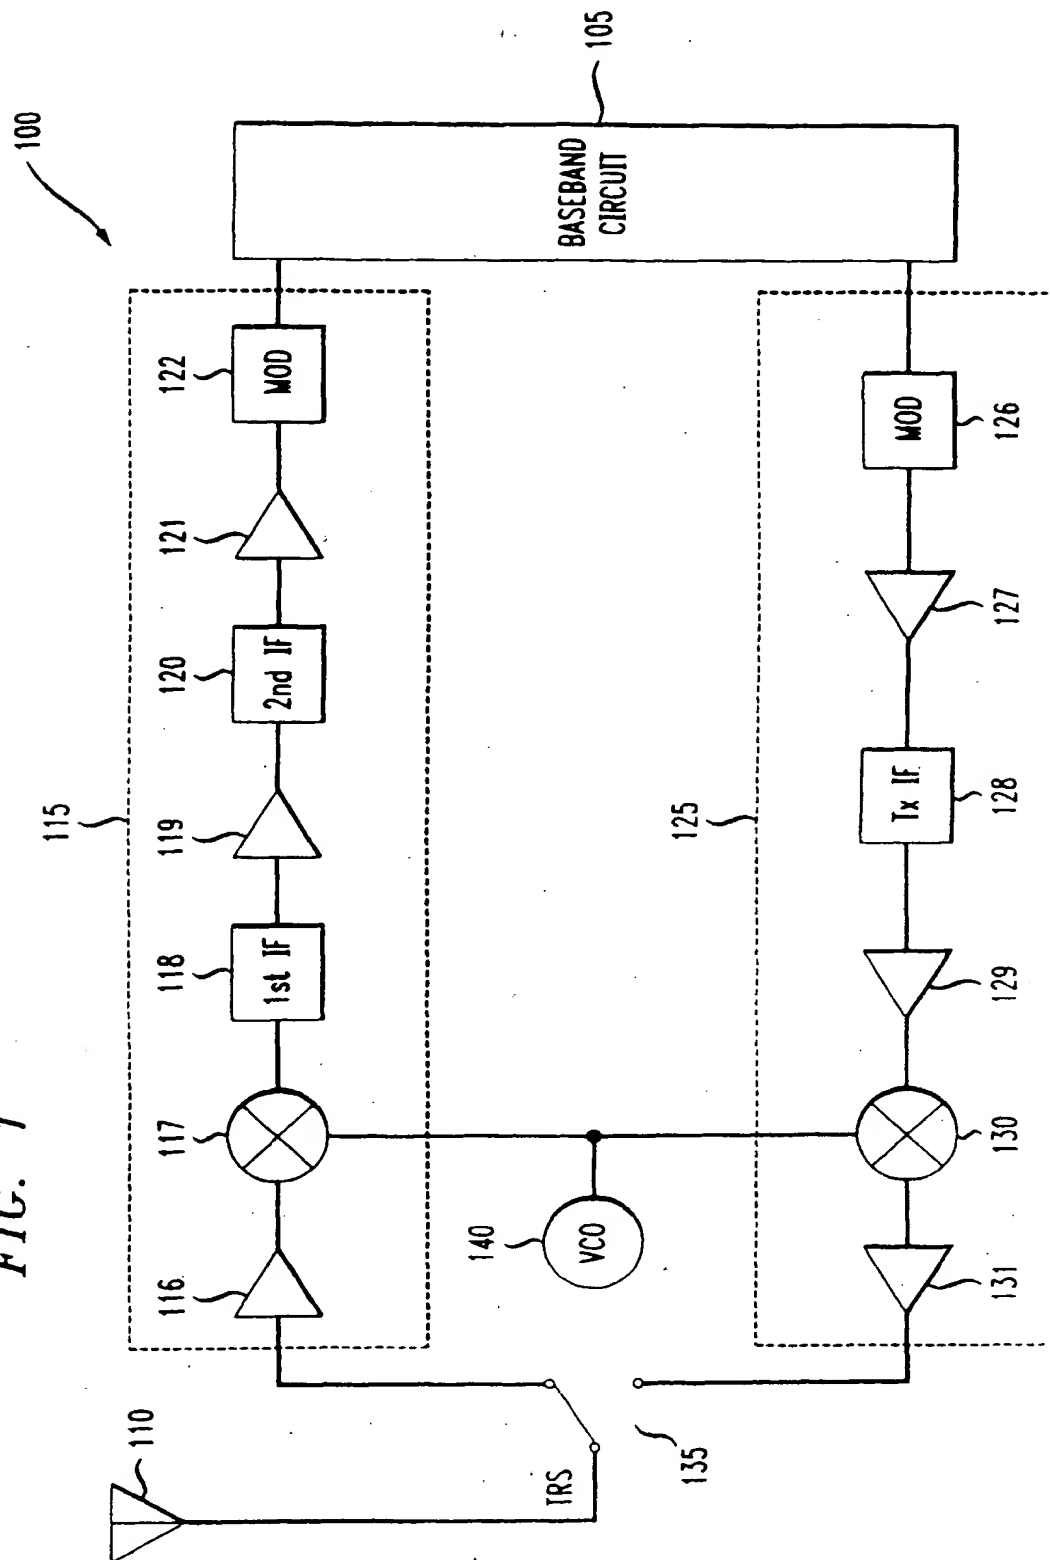 FIG. 1
100
115
116
117
118
1st IF
119
120
2nd IF
121
122
MOD
110
TRS
135
140
VCO
BASEBAND
CIRCUIT
105
125
131
130
129
128
Tx IF
127
126
MOD